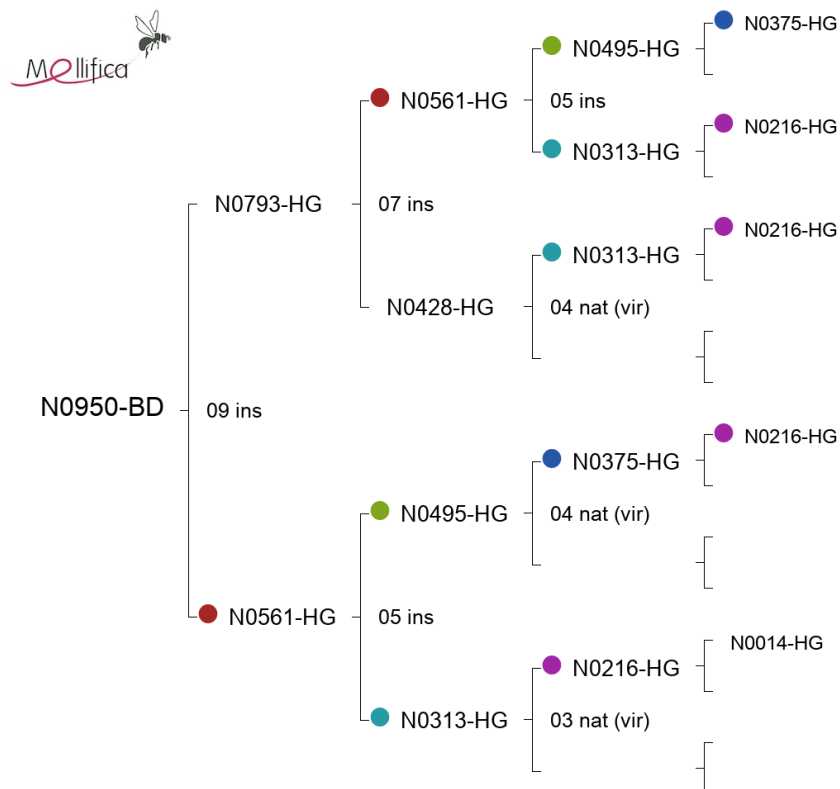 Mellifica
N0375-HG
N0495-HG
N0561-HG
05 ins
N0313-HG
N0216-HG
N0793-HG
07 ins
N0313-HG
N0216-HG
N0428-HG
04 nat (vir)
N0950-BD
09 ins
N0375-HG
N0216-HG
N0495-HG
04 nat (vir)
N0561-HG
05 ins
N0216-HG
N0014-HG
N0313-HG
03 nat (vir)